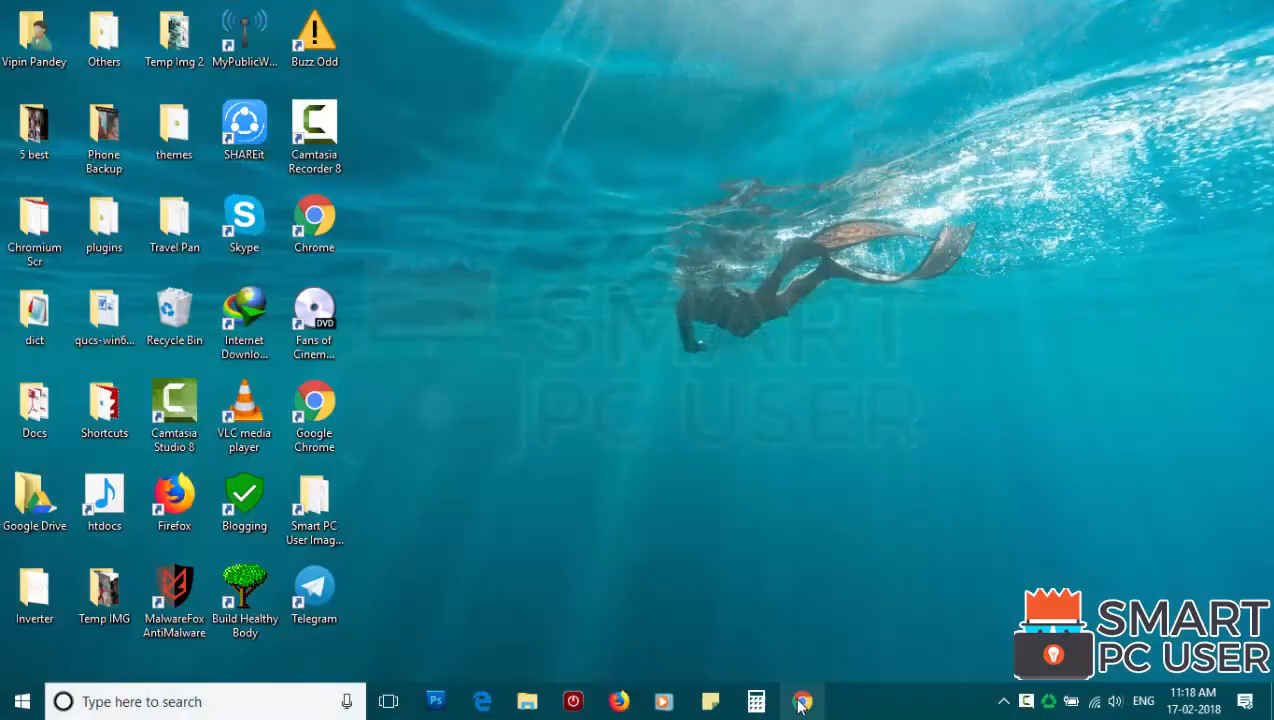 Vipin Pandey
Others
Temp Img 2
MyPublicW...
Buzz Odd
5 best
Phone
Backup
themes
SHAREit
Camtasia
Recorder 8
Chromium
Scr
plugins
Travel Pan
Skype
Chrome
dict
qucs-win6...
Recycle Bin
Internet
Downlo...
DVD
Fans of
Cinem...
Docs
Shortcuts
Camtasia
Studio 8
VLC media
player
Google
Chrome
Google Drive
htdocs
Firefox
Blogging
Smart PC
User Imag...
Inverter
Temp IMG
MalwareFox
AntiMalware
Build Healthy
Body
Telegram
SMART
PC USER
SMART
PC USER
Type here to search
Ps
ENG
11:18 AM
17-02-2018